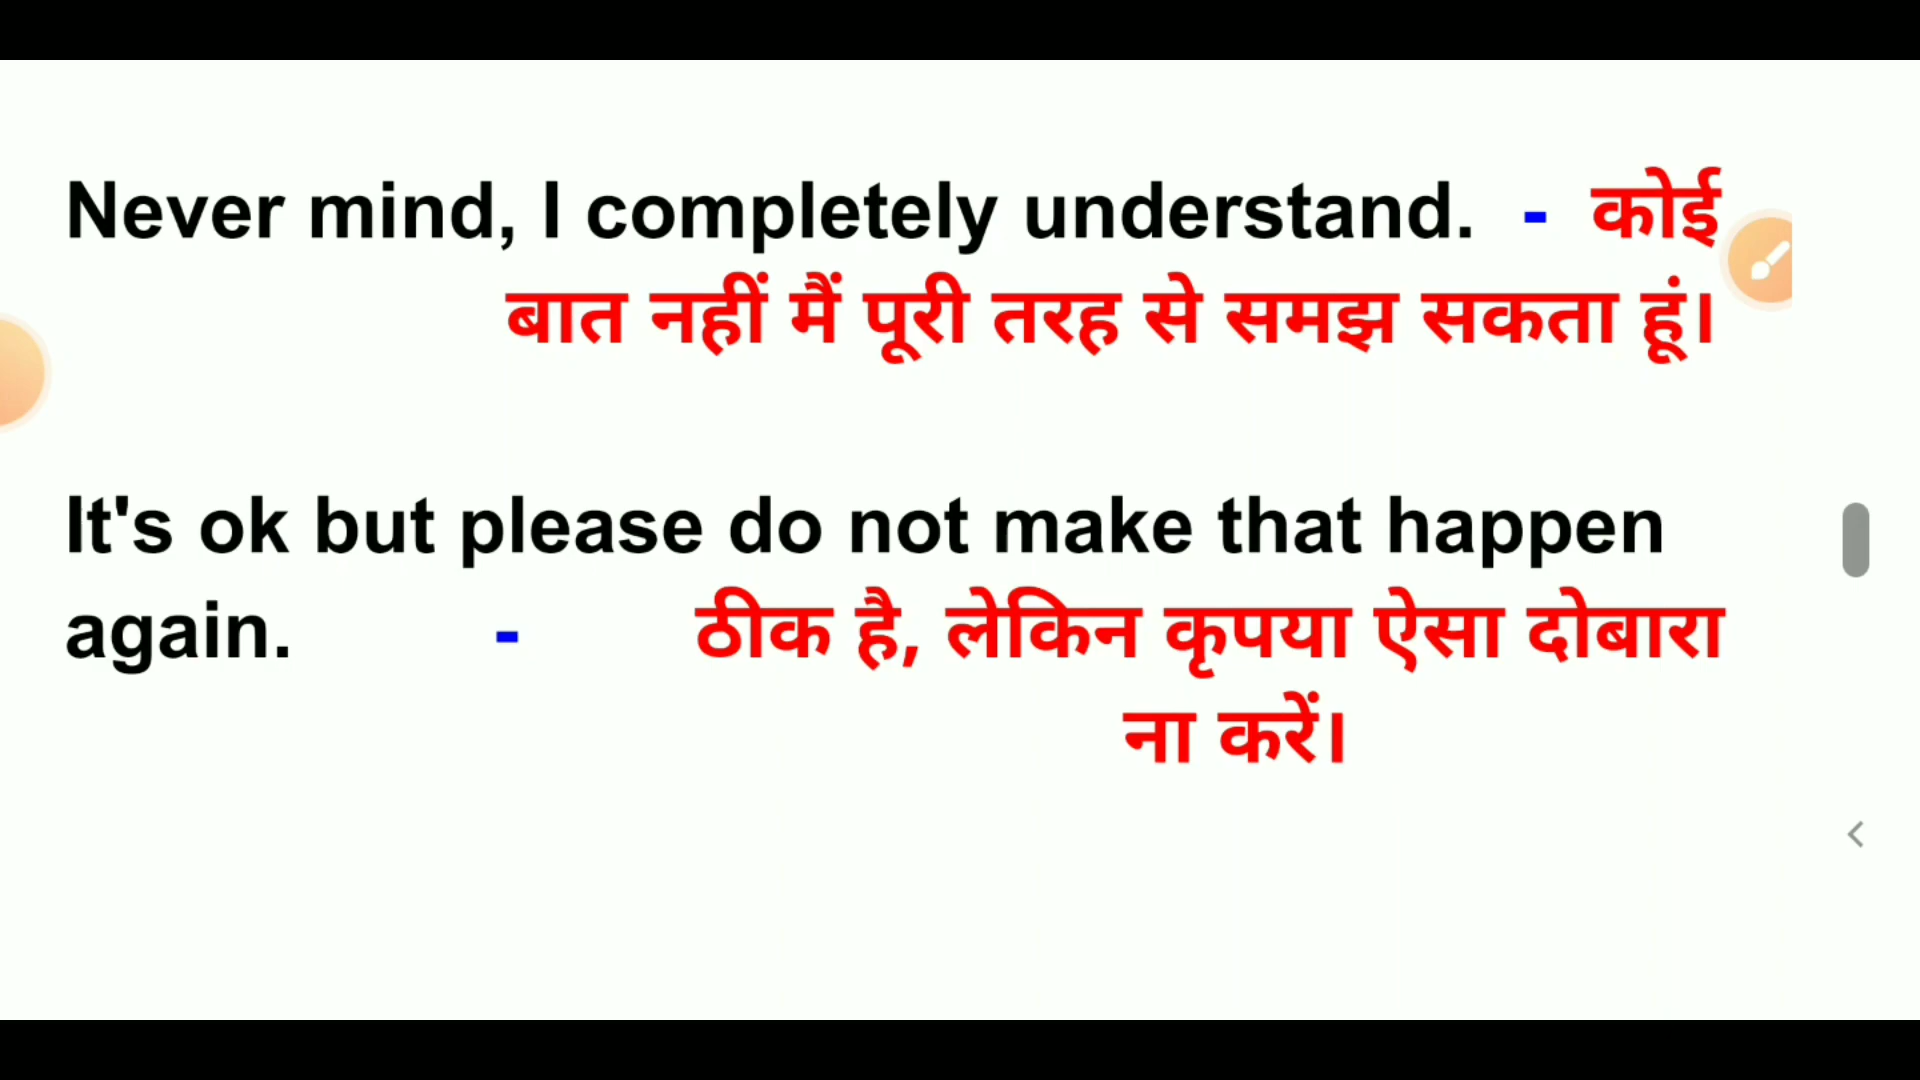 Never mind, I completely understand. - कोई
बात नहीं मैं पूरी तरह से समझ सकता हूं।
It's ok but please do not make that happen
again. - ठीक है, लेकिन कृपया ऐसा दोबारा
ना करें।